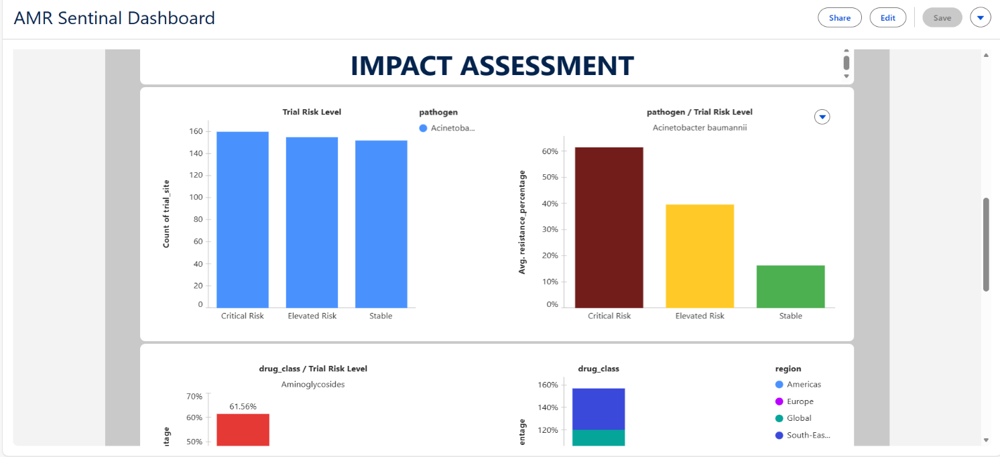 AMR Sentinal Dashboard
Share
Edit
Save
IMPACT ASSESSMENT
Trial Risk Level
pathogen
Acinetoba...
Count of trial_site
160
140
120
100
80
60
40
20
0
Critical Risk
Elevated Risk
Stable
pathogen / Trial Risk Level
Acinetobacter baumannii
Avg. resistance_percentage
60%
50%
40%
30%
20%
10%
0%
Critical Risk
Elevated Risk
Stable
drug_class / Trial Risk Level
Aminoglycosides
70%
60%
50%
61.56%
ntage
drug_class
160%
140%
120%
entage
region
Americas
Europe
Global
South-Eas...